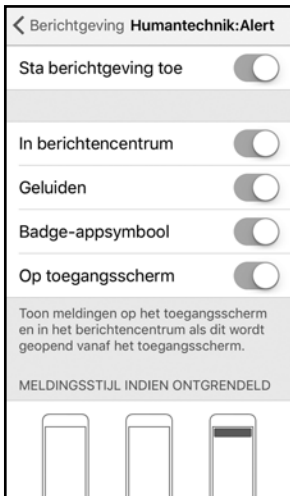 Berichtgeving Humantechnik:Alert
Sta berichtgeving toe
In berichtencentrum
Geluiden
Badge-appsymbool
Op toegangsscherm
Toon meldingen op het toegangsscherm
en in het berichtencentrum als dit wordt
geopend vanaf het toegangsscherm.
MELDINGSSTIJL INDIEN ONTGRENDELD